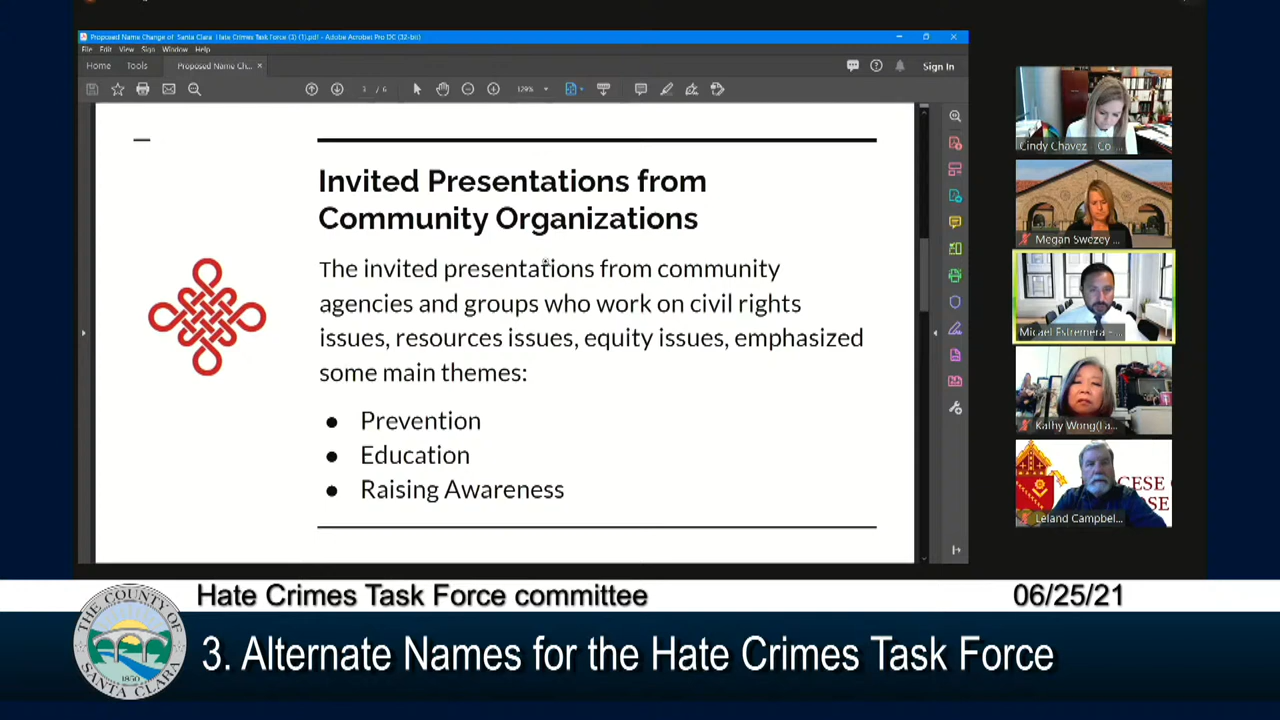 Proposed Name Change of Santa Clara Hate Crimes Task Force (3) (1).pdf - Adobe Acrobat Pro DC (32-bit)
File Edit View Sign Window Help
Home Tools Proposed Name Ch... × Sign In
/ 6 129%
Invited Presentations from
Community Organizations
The invited presentations from community
agencies and groups who work on civil rights
issues, resources issues, equity issues, emphasized
some main themes:
● Prevention
● Education
● Raising Awareness
Cindy Chavez - Co...
Megan Swezey ...
Micael Estremera - ...
Kathy Wong(La...
Leland Campbel...
Hate Crimes Task Force committee 06/25/21
3. Alternate Names for the Hate Crimes Task Force
THE COUNTY OF
SANTA CLARA
1850